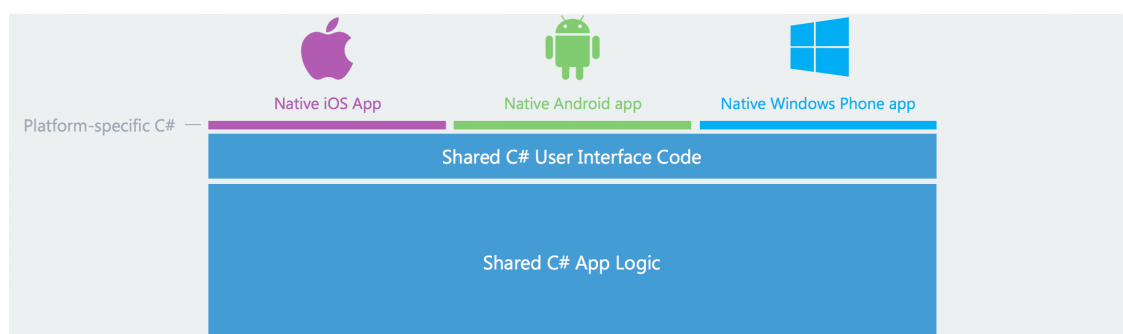 Native iOS App
Native Android app
Native Windows Phone app
Platform-specific C#
Shared C# User Interface Code
Shared C# App Logic